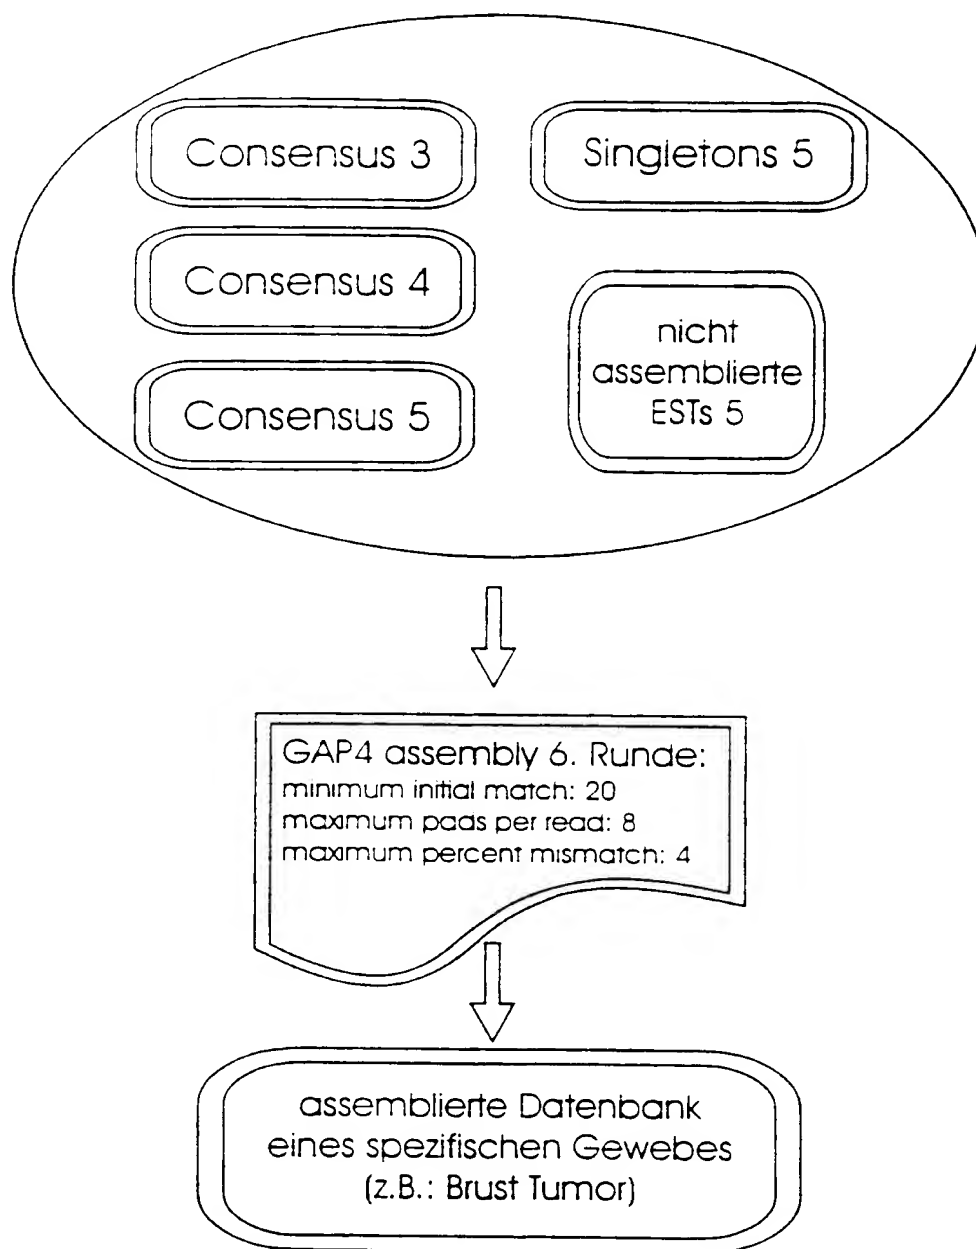 Consensus 3
Singletons 5
Consensus 4
nicht
assemblierte
ESTs 5
Consensus 5
GAP4 assembly 6. Runde:
minimum initial match: 20
maximum pads per read: 8
maximum percent mismatch: 4
assemblierte Datenbank
eines spezifischen Gewebes
(z.B.: Brust Tumor)